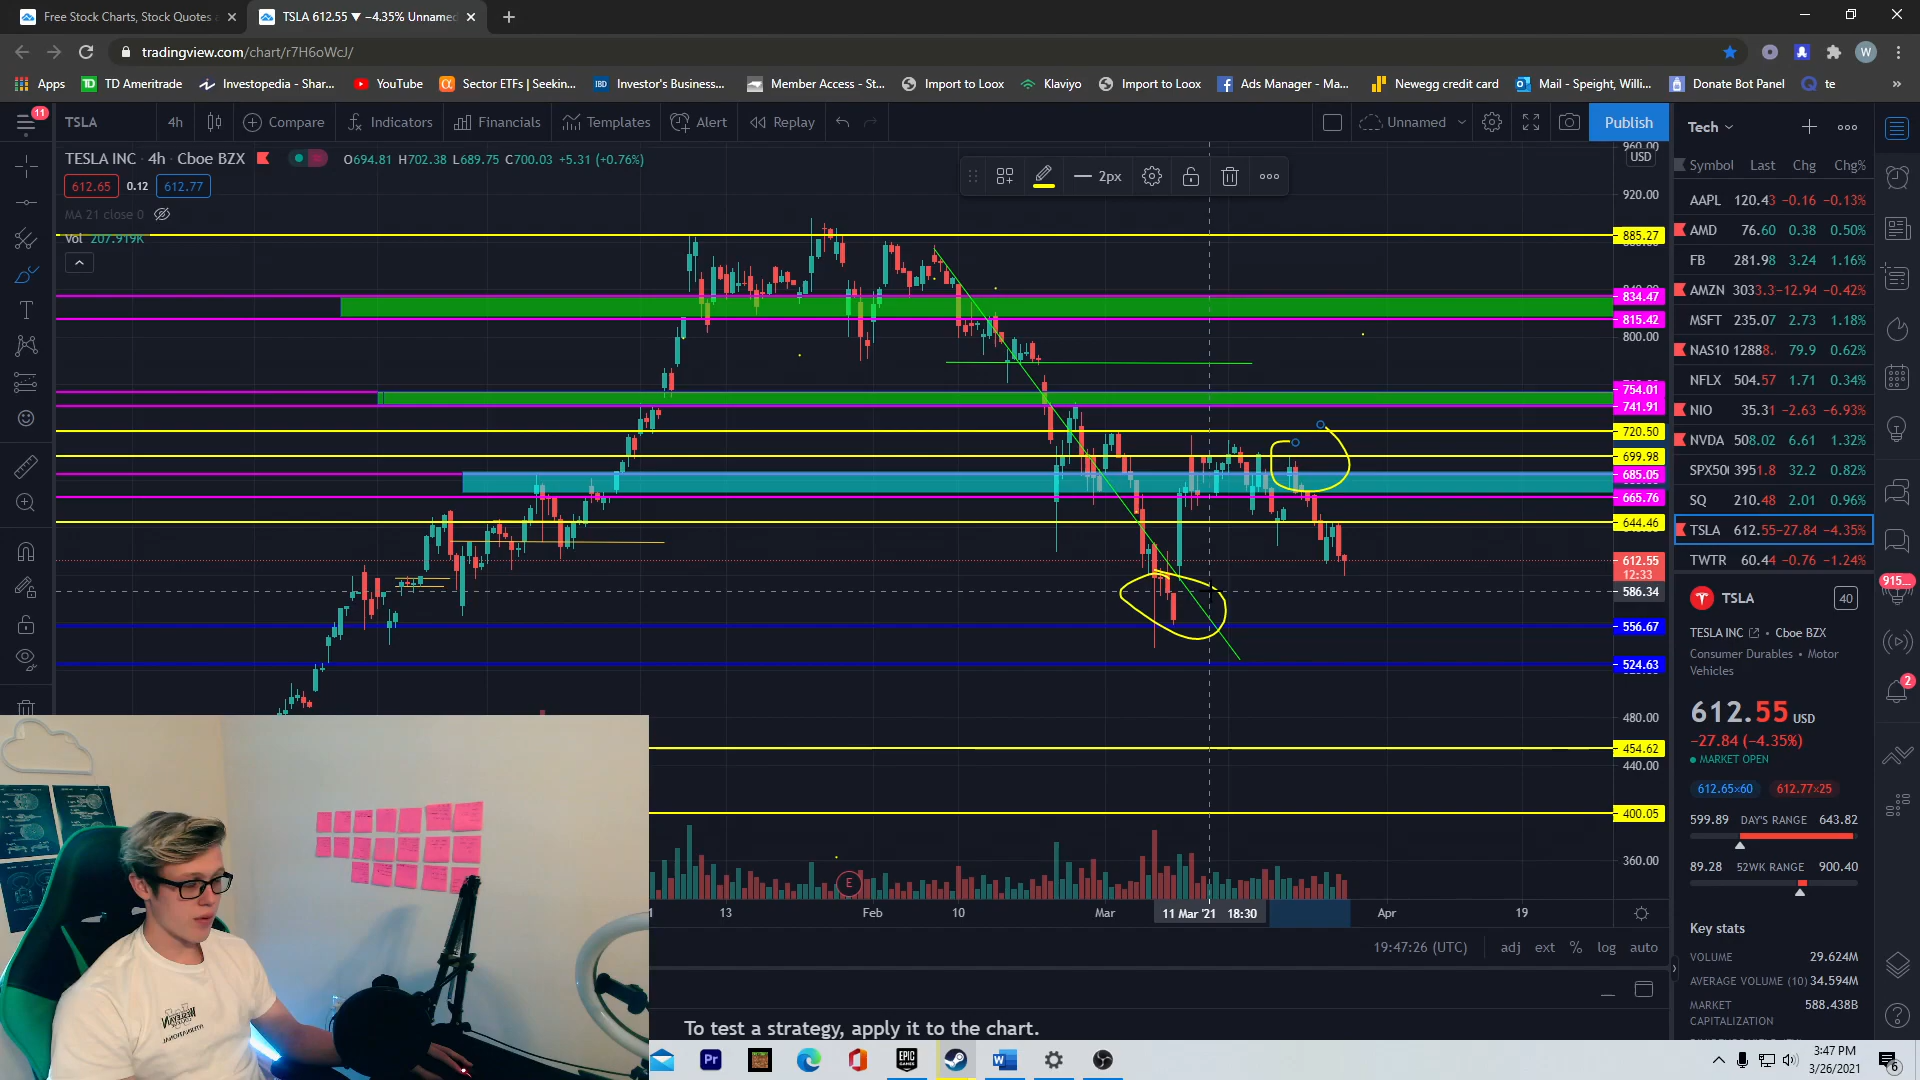 Free Stock Charts, Stock Quotes
TSLA 612.55 ▼ −4.35% Unnamed
tradingview.com/chart/r7H6oWcJ/
Apps
TD Ameritrade
Investopedia - Shar...
YouTube
Sector ETFs | Seekin...
IBD
Investor's Business...
Member Access - St...
Import to Loox
Klaviyo
Import to Loox
Ads Manager - Ma...
Newegg credit card
Mail - Speight, Willi...
Donate Bot Panel
te
W
11
TSLA
4h
Compare
Indicators
Financials
Templates
Alert
Replay
Unnamed
Publish
TESLA INC · 4h · Cboe BZX
O694.81 H702.38 L689.75 C700.03 +5.31 (+0.76%)
612.65
0.12
612.77
MA 21 close 0
Vol 207.919K
2px
USD
960.00
920.00
885.27
834.47
815.42
800.00
754.01
741.91
720.50
699.98
685.05
665.76
644.46
612.55
12:33
586.34
556.67
524.63
480.00
454.62
440.00
400.05
360.00
E
13
Feb
10
Mar
11 Mar '21 18:30
Apr
19
19:47:26 (UTC)
adj
ext
%
log
auto
To test a strategy, apply it to the chart.
Tech
Symbol Last Chg Chg%
AAPL 120.43 −0.16 −0.13%
AMD 76.60 0.38 0.50%
FB 281.98 3.24 1.16%
AMZN 3033.3 −12.94 −0.42%
MSFT 235.07 2.73 1.18%
NAS10 12888. 79.9 0.62%
NFLX 504.57 1.71 0.34%
NIO 35.31 −2.63 −6.93%
NVDA 508.02 6.61 1.32%
SPX50 3951.8 32.2 0.82%
SQ 210.48 2.01 0.96%
TSLA 612.55 −27.84 −4.35%
TWTR 60.44 −0.76 −1.24%
TSLA
40
TESLA INC • Cboe BZX
Consumer Durables • Motor
Vehicles
612.55 USD
−27.84 (−4.35%)
MARKET OPEN
612.65×60
612.77×25
599.89 DAY'S RANGE 643.82
89.28 52WK RANGE 900.40
Key stats
VOLUME 29.624M
AVERAGE VOLUME (10) 34.594M
MARKET
CAPITALIZATION
588.438B
915...
2
Pr
EPIC
GAMES
3:47 PM
3/26/2021
6